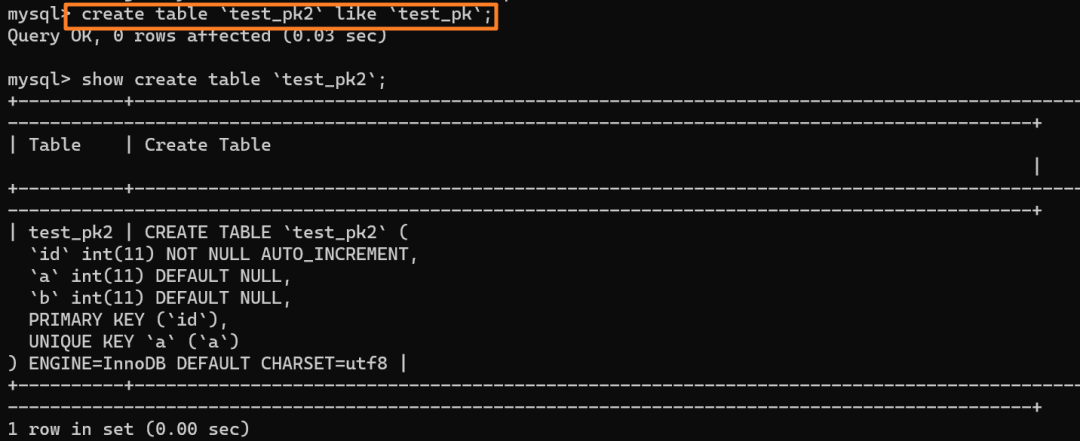 mysql> create table `test_pk2` like `test_pk`;
Query OK, 0 rows affected (0.03 sec)
mysql> show create table `test_pk2`;
+----------+---------------------------------------------------------------------------------------
-------------------------------------------------------------------------------------------------+
| Table    | Create Table
|
+----------+---------------------------------------------------------------------------------------
-------------------------------------------------------------------------------------------------+
| test_pk2 | CREATE TABLE `test_pk2` (
  `id` int(11) NOT NULL AUTO_INCREMENT,
  `a` int(11) DEFAULT NULL,
  `b` int(11) DEFAULT NULL,
  PRIMARY KEY (`id`),
  UNIQUE KEY `a` (`a`)
) ENGINE=InnoDB DEFAULT CHARSET=utf8 |
+----------+---------------------------------------------------------------------------------------
-------------------------------------------------------------------------------------------------+
1 row in set (0.00 sec)